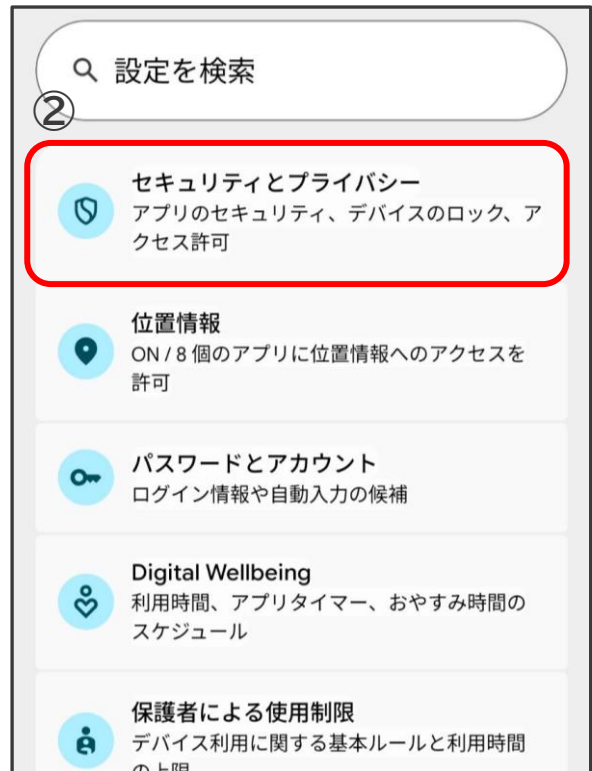 設定を検索
②
セキュリティとプライバシー
アプリのセキュリティ、デバイスのロック、ア
クセス許可
位置情報
ON / 8 個のアプリに位置情報へのアクセスを
許可
パスワードとアカウント
ログイン情報や自動入力の候補
Digital Wellbeing
利用時間、アプリタイマー、おやすみ時間の
スケジュール
保護者による使用制限
デバイス利用に関する基本ルールと利用時間
の上限